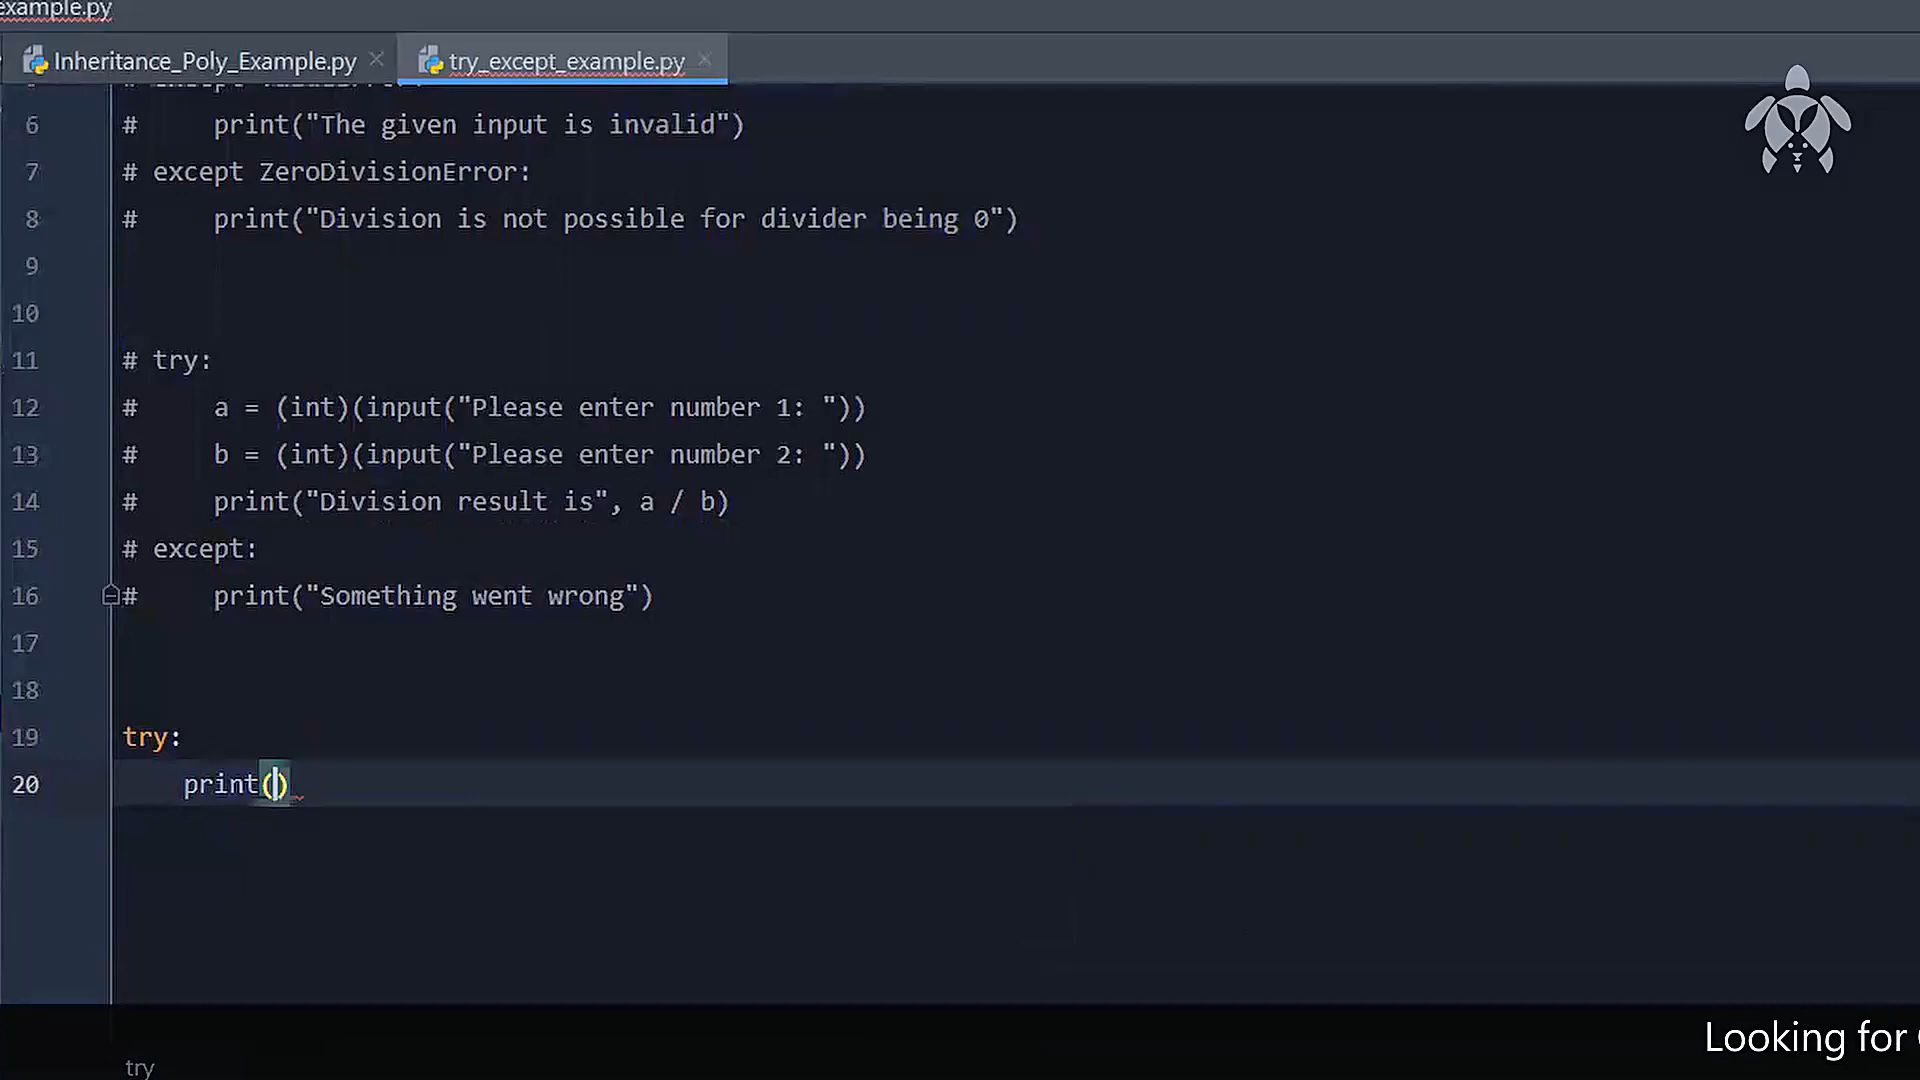 example.py
Inheritance_Poly_Example.py try_except_example.py
6 # print("The given input is invalid")
7 # except ZeroDivisionError:
8 # print("Division is not possible for divider being 0")
9
10
11 # try:
12 # a = (int)(input("Please enter number 1: "))
13 # b = (int)(input("Please enter number 2: "))
14 # print("Division result is", a / b)
15 # except:
16 # print("Something went wrong")
17
18
19 try:
20 print()
Looking for
try